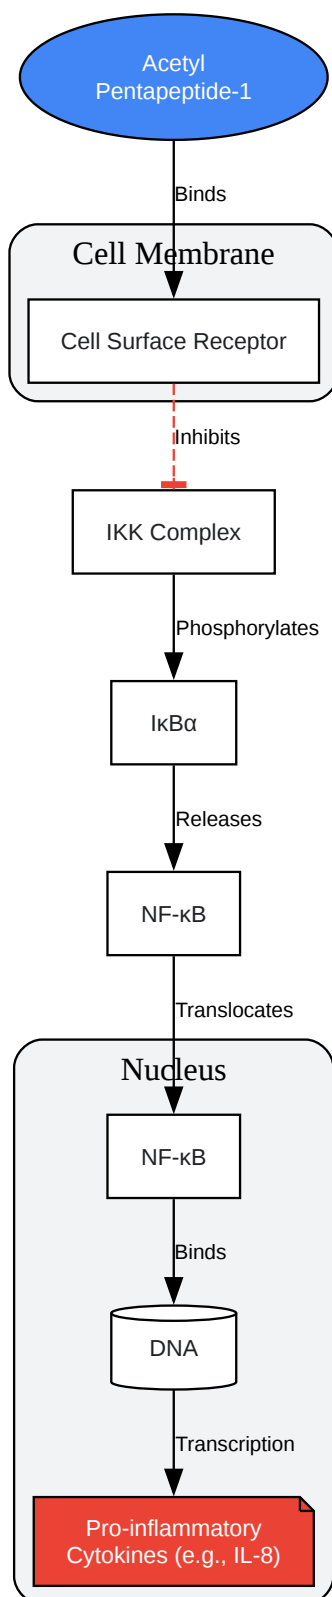 Acetyl
Pentapeptide-1
Binds
Cell Membrane
Cell Surface Receptor
Inhibits
IKK Complex
Phosphorylates
IκBα
Releases
NF-κB
Translocates
Nucleus
NF-κB
Binds
DNA
Transcription
Pro-inflammatory
Cytokines (e.g., IL-8)